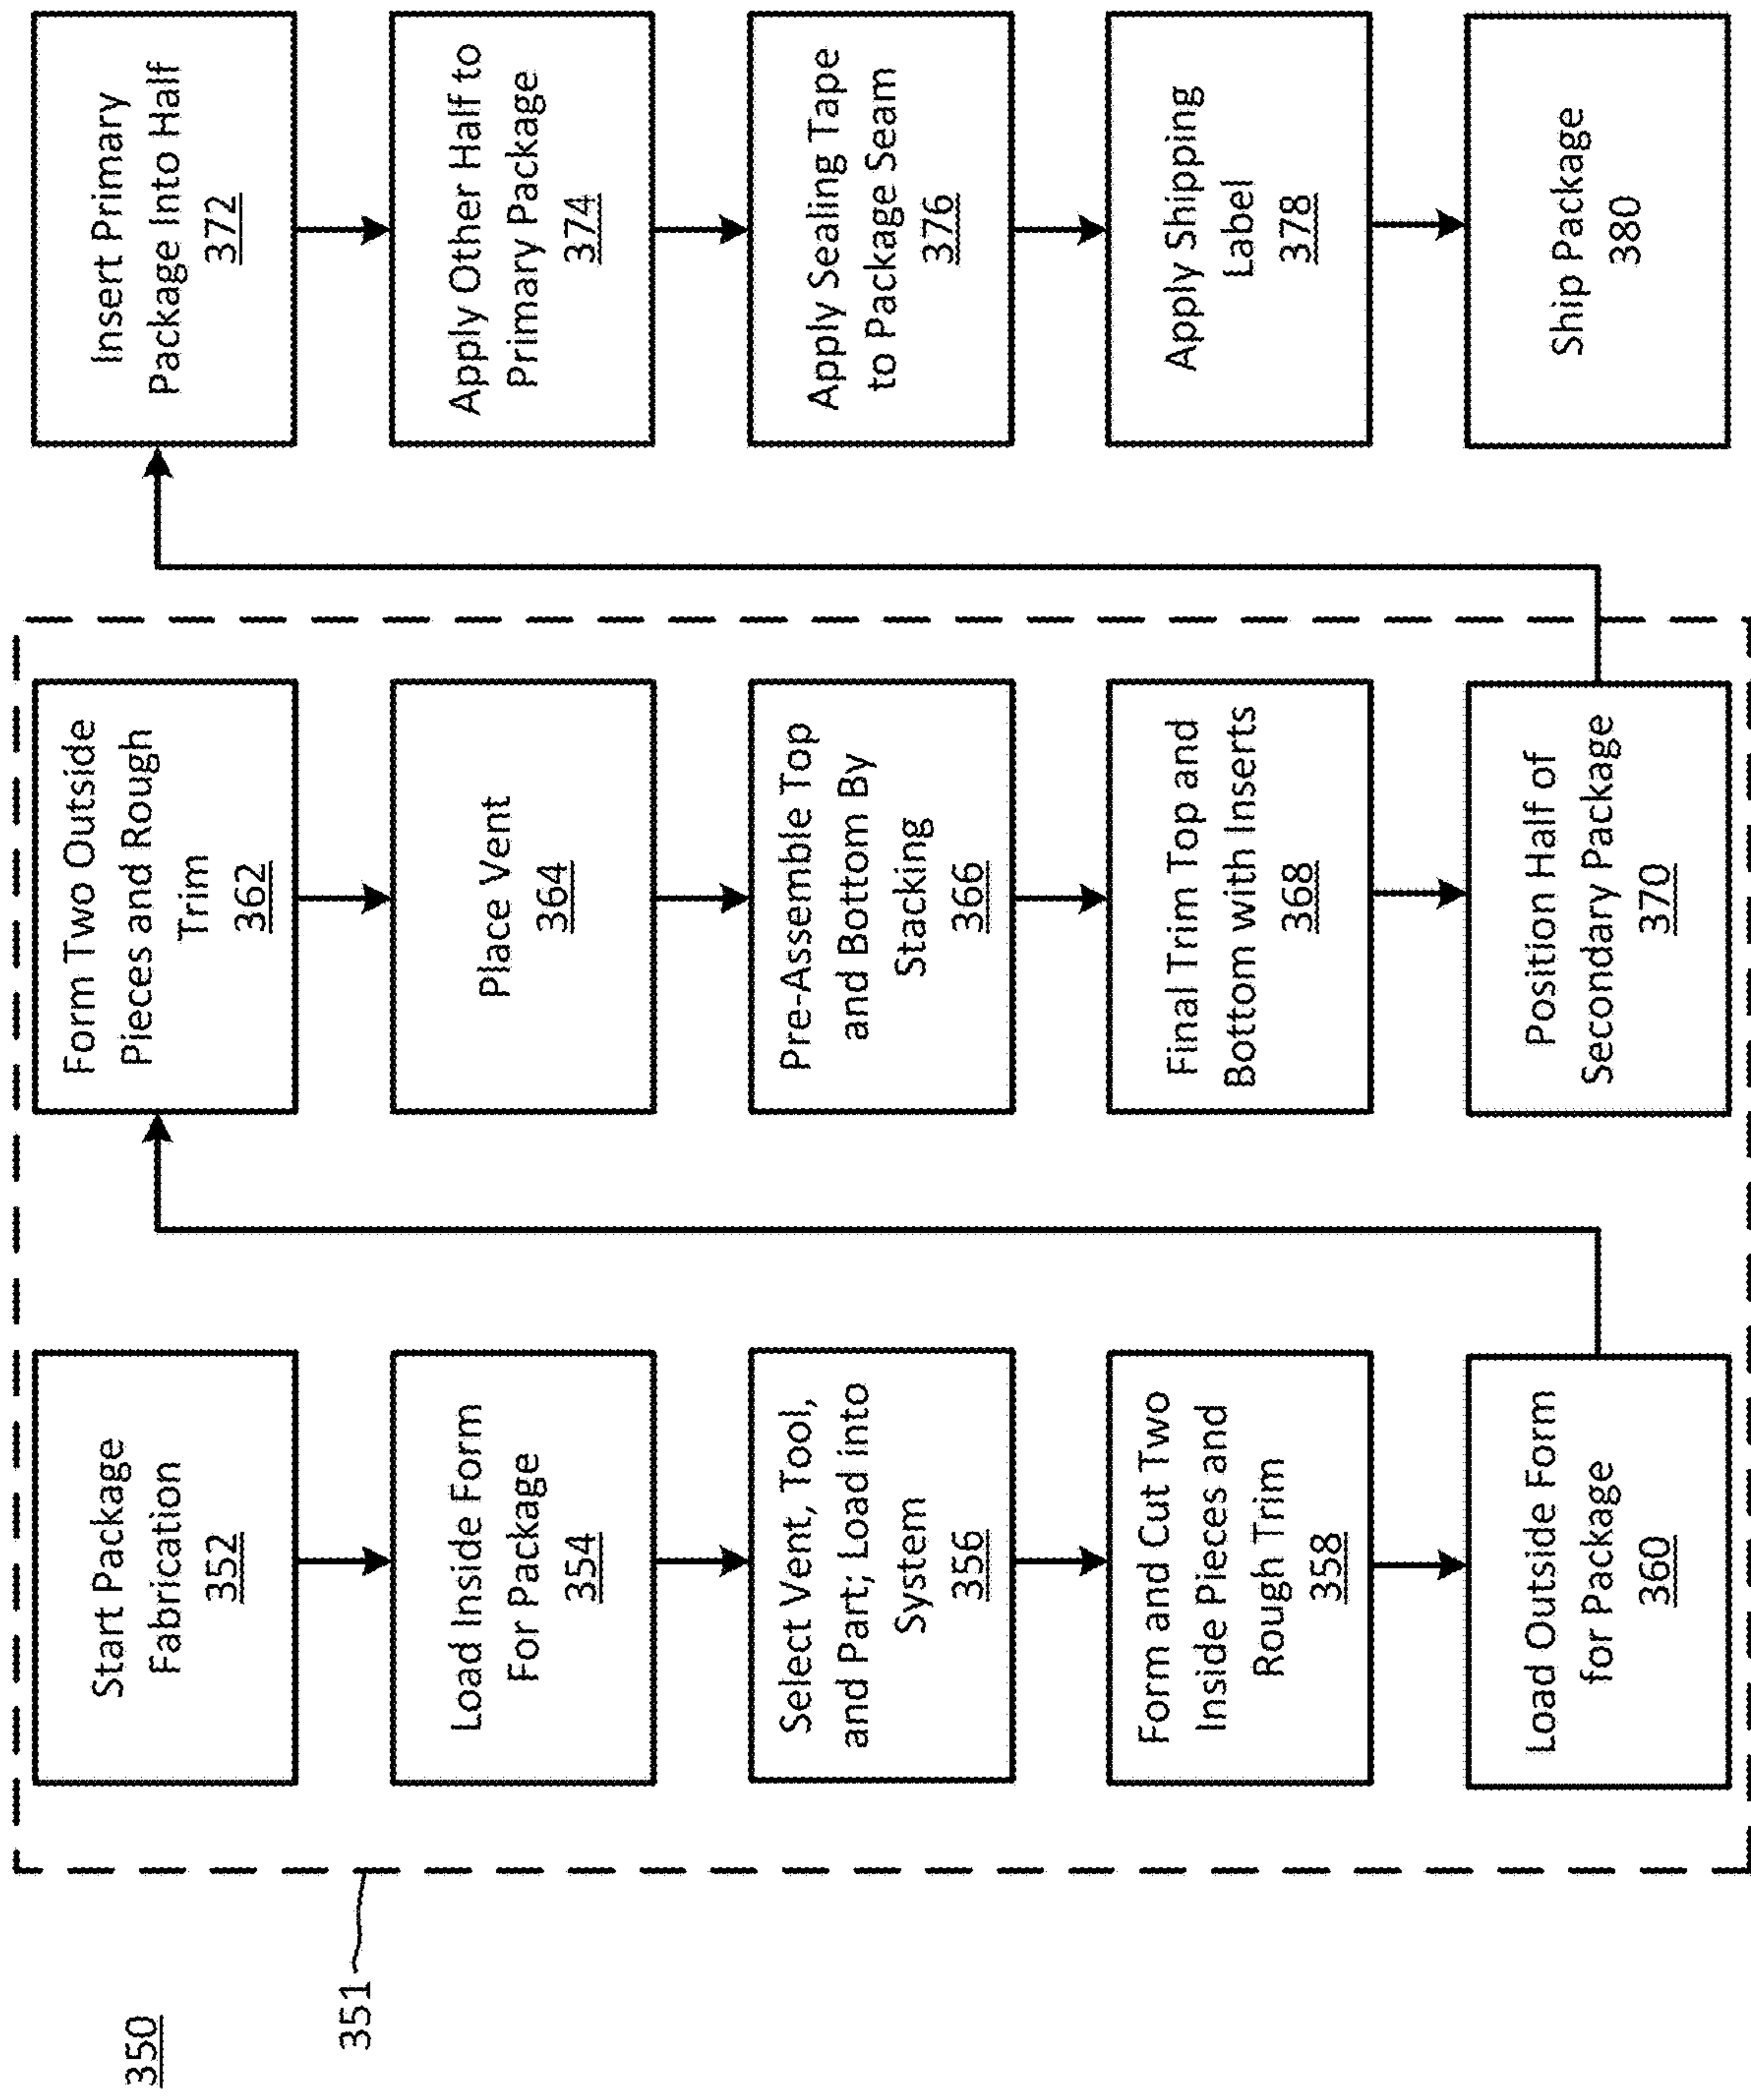 350
351
Start Package
Fabrication
352
Load Inside Form
For Package
354
Select Vent, Tool,
and Part; Load into
System
356
Form and Cut Two
Inside Pieces and
Rough Trim
358
Load Outside Form
for Package
360
Form Two Outside
Pieces and Rough
Trim
362
Place Vent
364
Pre-Assemble Top
and Bottom By
Stacking
366
Final Trim Top and
Bottom with Inserts
368
Position Half of
Secondary Package
370
Insert Primary
Package Into Half
372
Apply Other Half to
Primary Package
374
Apply Sealing Tape
to Package Seam
376
Apply Shipping
Label
378
Ship Package
380